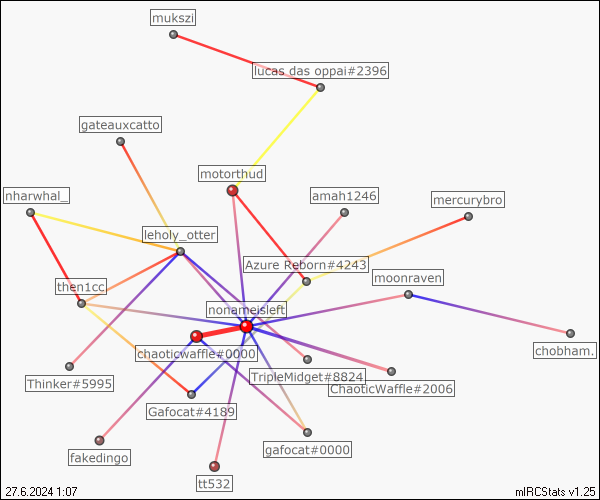 mukszi
lucas das oppai#2396
gateauxcatto
motorthud
nharwhal_
amah1246
mercurybro
leholy_otter
Azure Reborn#4243
moonraven
then1cc
nonameisleft
chaoticwaffle#0000
chobham.
Thinker#5995
TripleMidget#8824
ChaoticWaffle#2006
Gafocat#4189
gafocat#0000
fakedingo
tt532
27.6.2024 1:07
mIRCStats v1.25